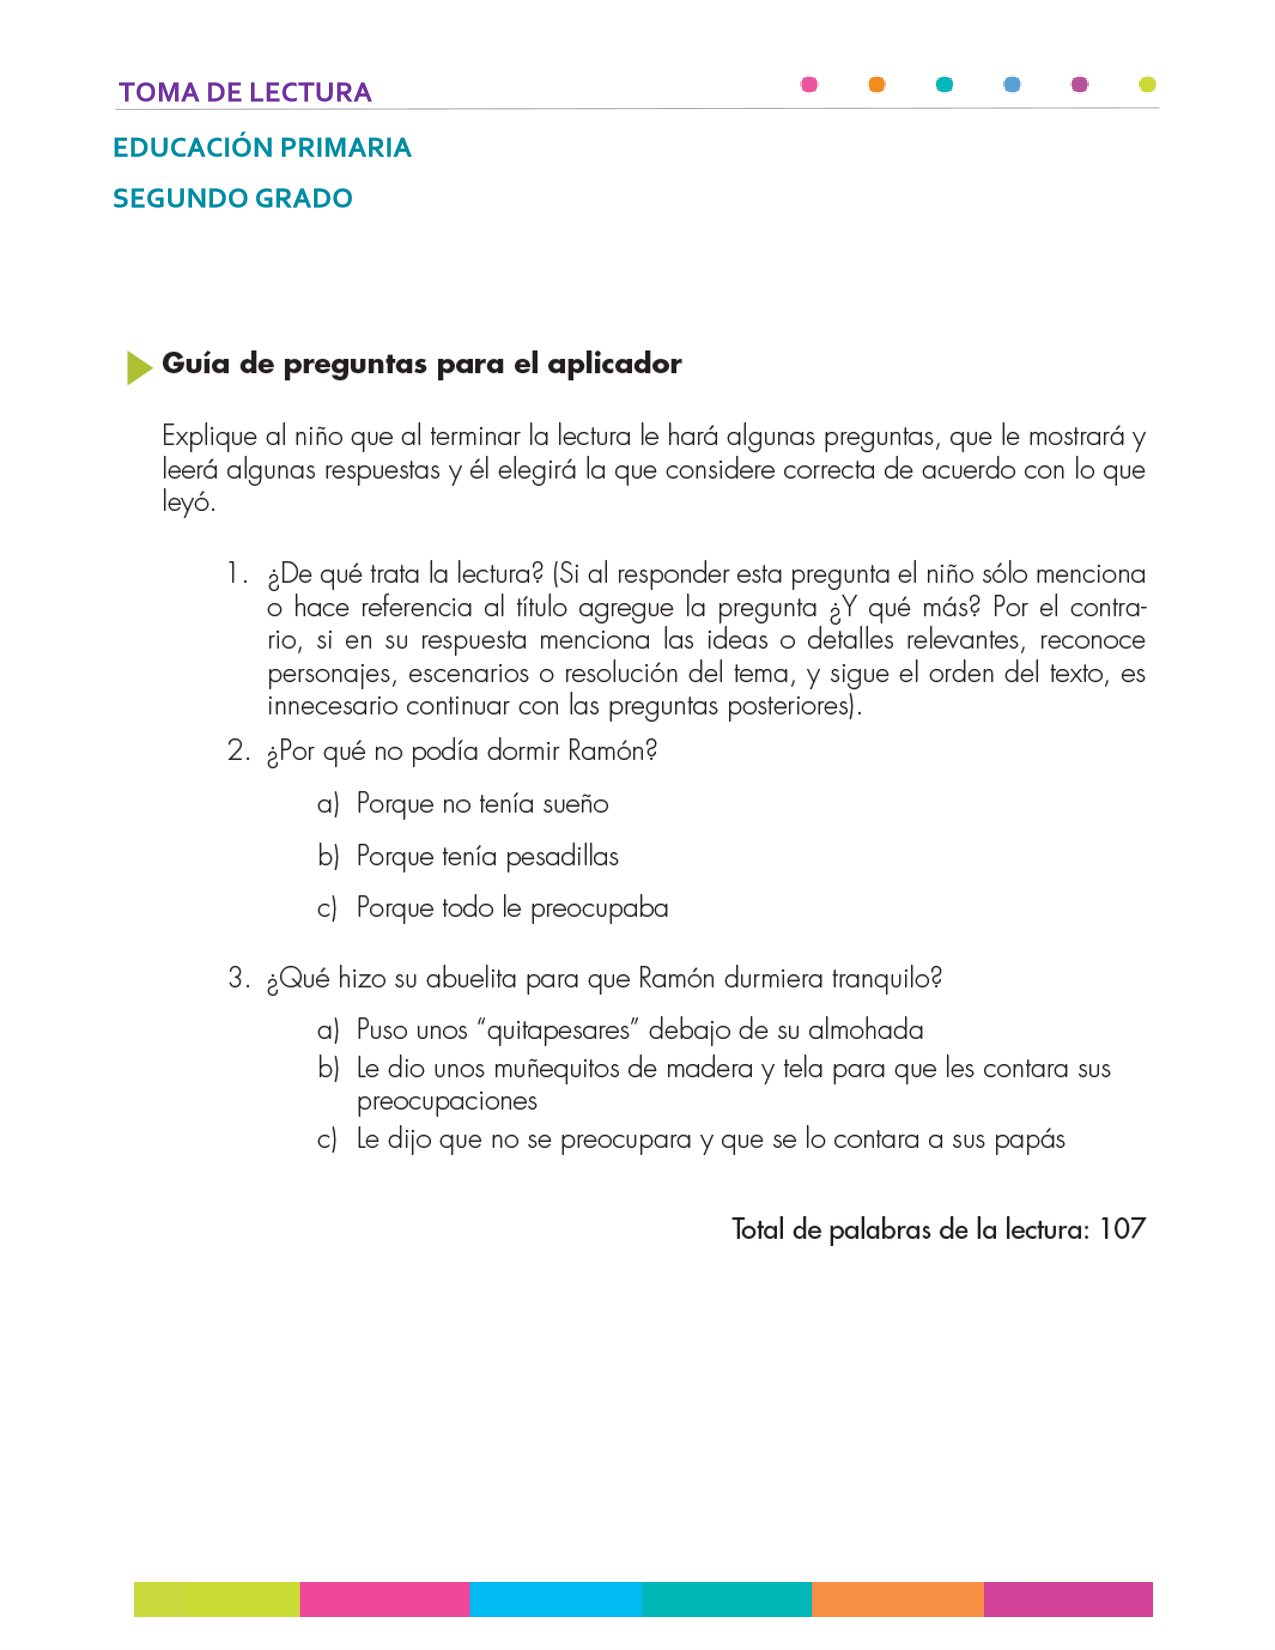 TOMA DE LECTURA
EDUCACIÓN PRIMARIA
SEGUNDO GRADO
Guía de preguntas para el aplicador
Explique al niño que al terminar la lectura le hará algunas preguntas, que le mostrará y
leerá algunas respuestas y él elegirá la que considere correcta de acuerdo con lo que
leyó.
1. ¿De qué trata la lectura? (Si al responder esta pregunta el niño sólo menciona
o hace referencia al título agregue la pregunta ¿Y qué más? Por el contra-
rio, si en su respuesta menciona las ideas o detalles relevantes, reconoce
personajes, escenarios o resolución del tema, y sigue el orden del texto, es
innecesario continuar con las preguntas posteriores).
2. ¿Por qué no podía dormir Ramón?
a) Porque no tenía sueño
b) Porque tenía pesadillas
c) Porque todo le preocupaba
3. ¿Qué hizo su abuelita para que Ramón durmiera tranquilo?
a) Puso unos “quitapesares” debajo de su almohada
b) Le dio unos muñequitos de madera y tela para que les contara sus
preocupaciones
c) Le dijo que no se preocupara y que se lo contara a sus papás
Total de palabras de la lectura: 107